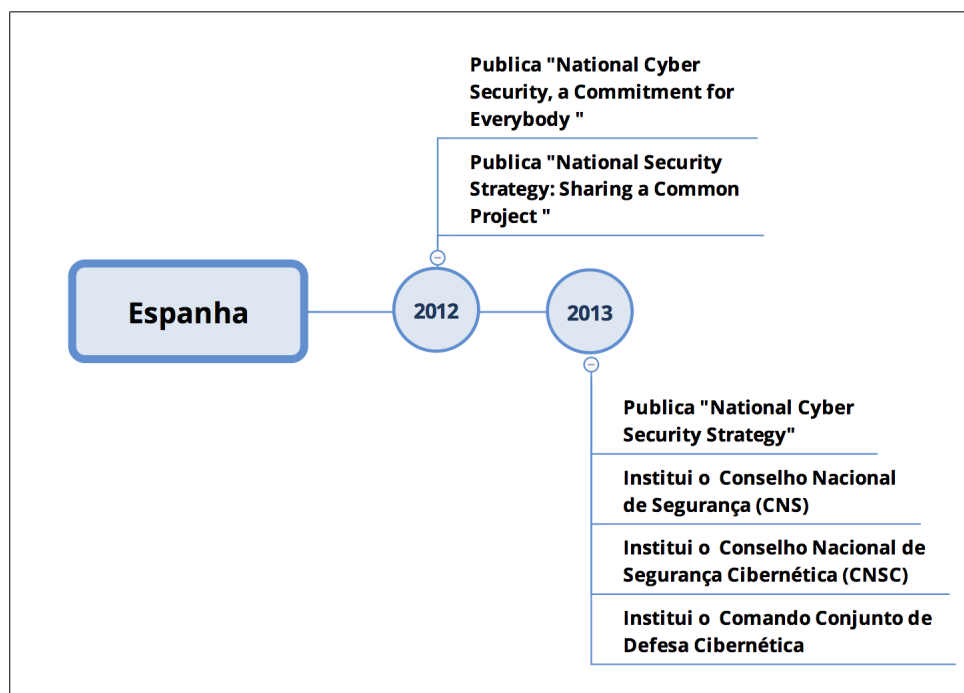 Publica "National Cyber
Security, a Commitment for
Everybody "
Publica "National Security
Strategy: Sharing a Common
Project "
Espanha
2012
2013
Publica "National Cyber
Security Strategy"
Institui o  Conselho Nacional
de Segurança (CNS)
Institui o  Conselho Nacional de
Segurança Cibernética (CNSC)
Institui o  Comando Conjunto de
Defesa Cibernética